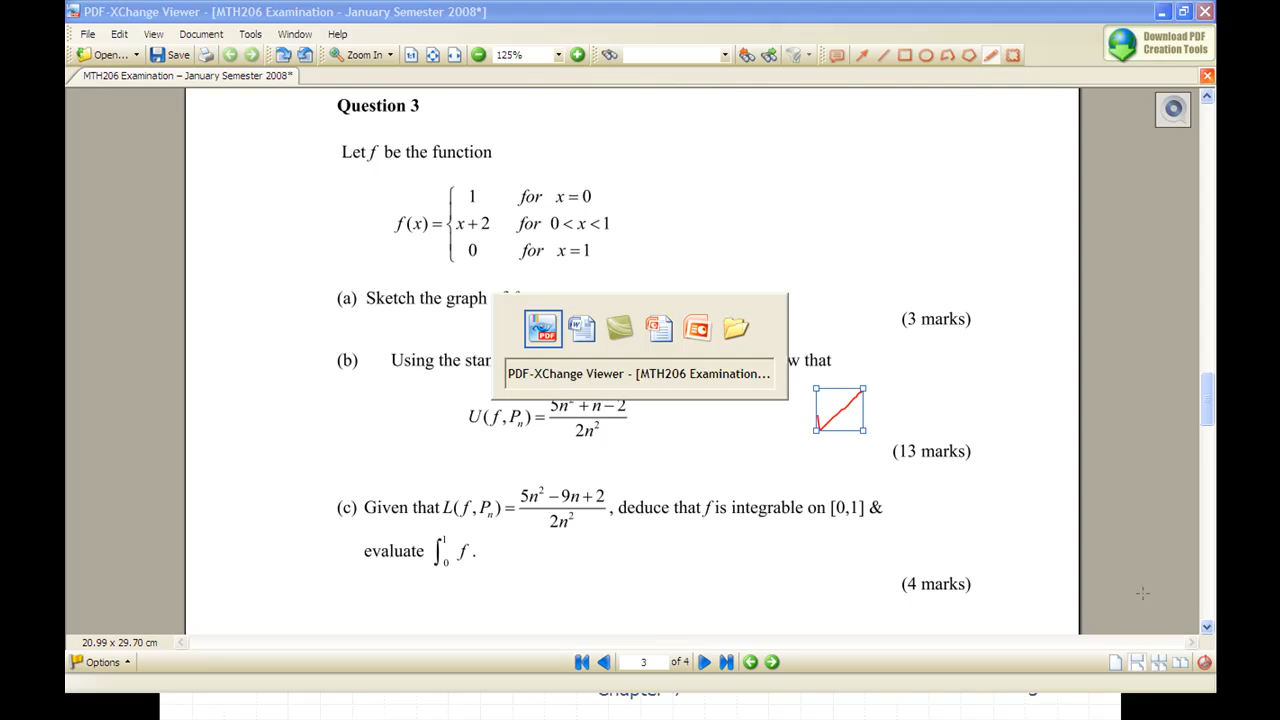 PDF-XChange Viewer - [MTH206 Examination - January Semester 2008*]
File Edit View Document Tools Window Help
Open... Save Zoom In 125% Download PDF Creation Tools
MTH206 Examination – January Semester 2008*
Question 3
Let f be the function
f(x) = { 1 for x = 0
x + 2 for 0 < x < 1
0 for x = 1
(a) Sketch the graph
(3 marks)
PDF-XChange Viewer - [MTH206 Examination...
(b) Using the stan w that
U(f, Pₙ) = 5n² + n − 2 / 2n²
(13 marks)
(c) Given that L(f, Pₙ) = 5n² − 9n + 2 / 2n² , deduce that f is integrable on [0,1] &
evaluate ∫₀¹ f .
(4 marks)
20.99 x 29.70 cm
Options 3 of 4